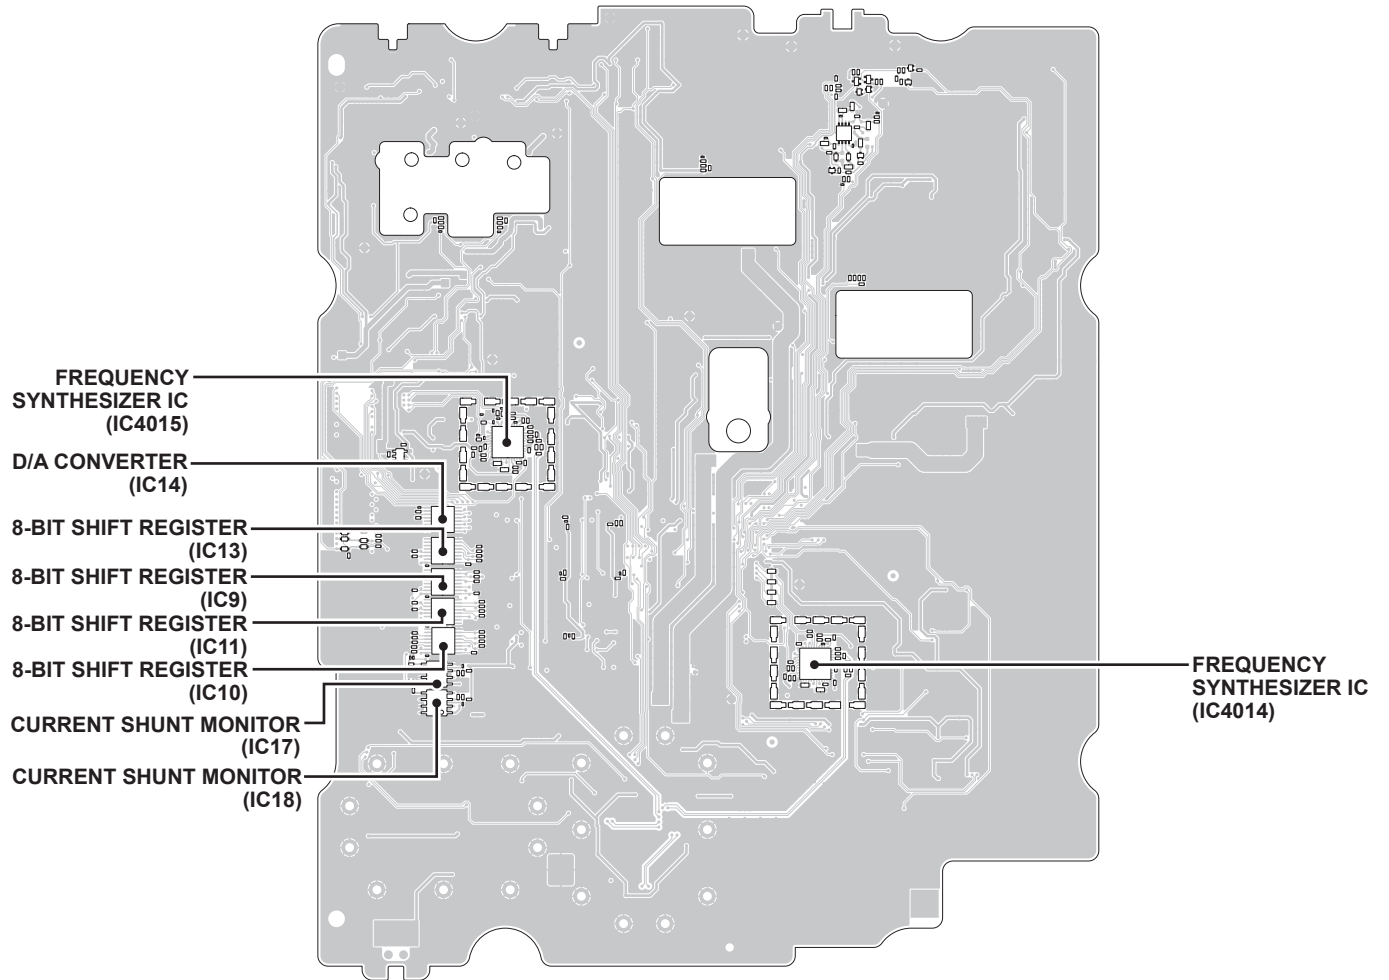 FREQUENCY
SYNTHESIZER IC
(IC4015)
D/A CONVERTER
(IC14)
8-BIT SHIFT REGISTER
(IC13)
8-BIT SHIFT REGISTER
(IC9)
8-BIT SHIFT REGISTER
(IC11)
8-BIT SHIFT REGISTER
(IC10)
CURRENT SHUNT MONITOR
(IC17)
CURRENT SHUNT MONITOR
(IC18)
FREQUENCY
SYNTHESIZER IC
(IC4014)